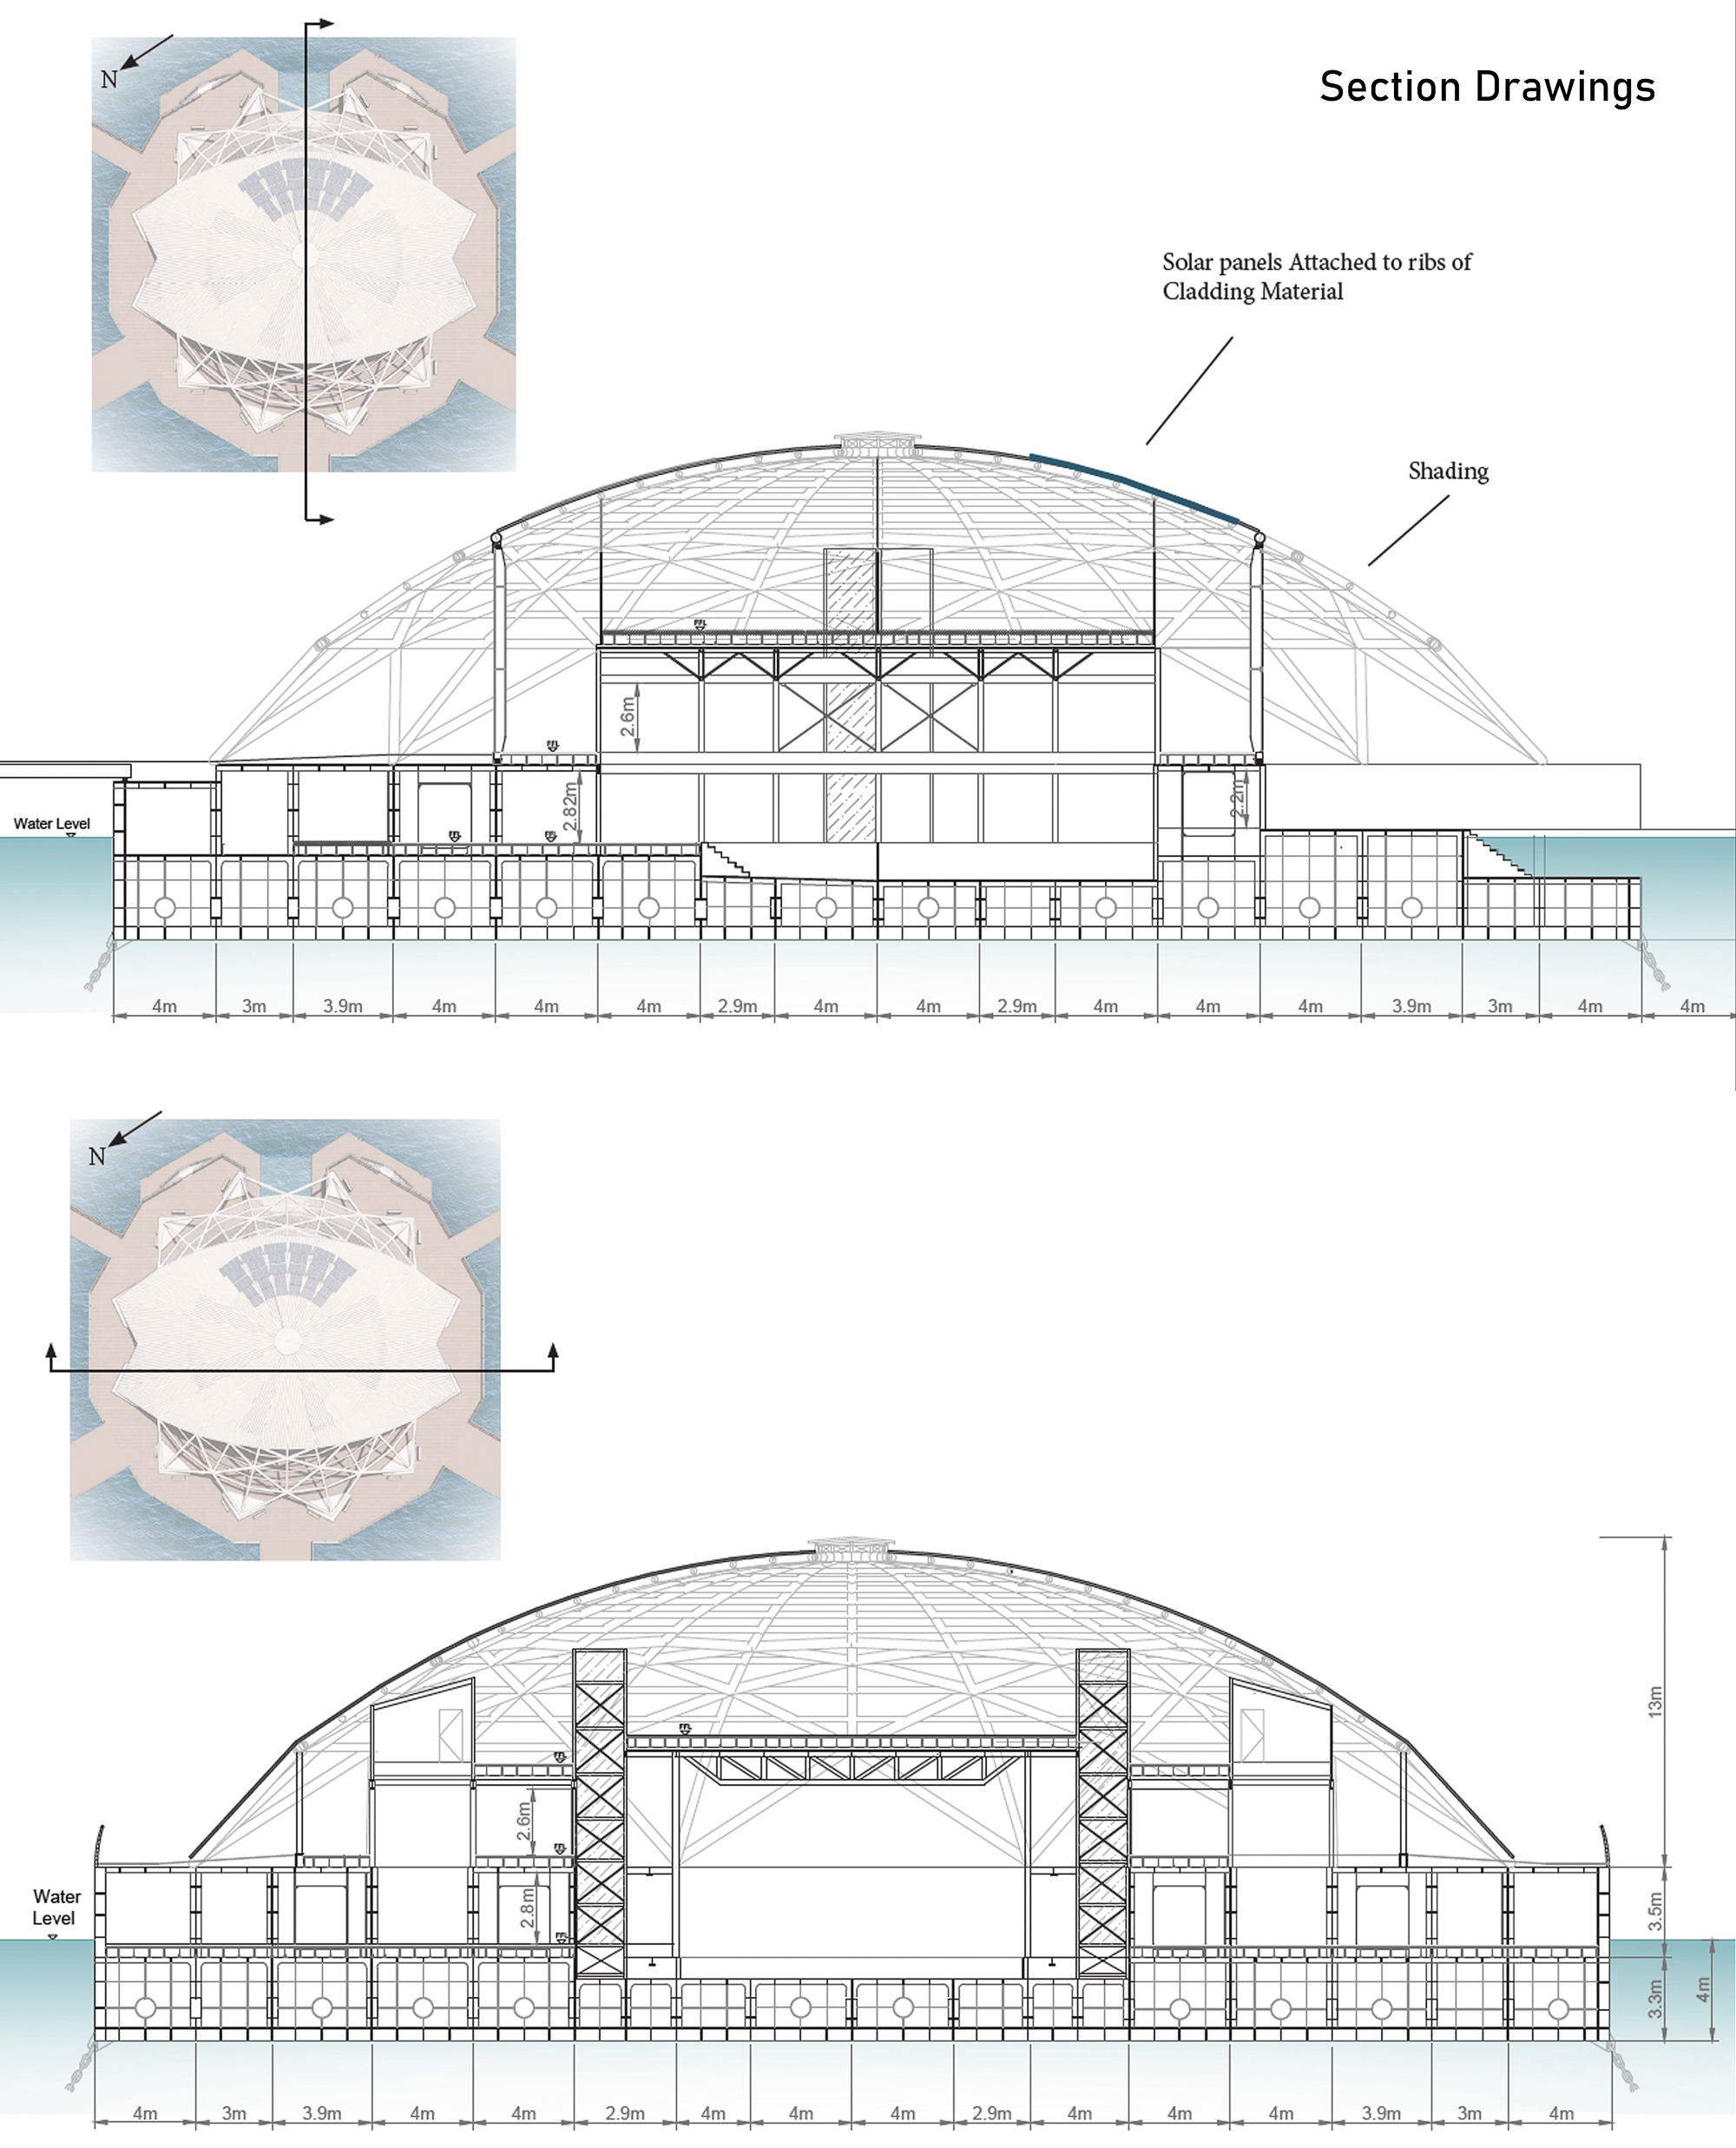 N
Section Drawings
Solar panels Attached to ribs of
Cladding Material
Shading
FFL
2.6m
FFL
2.82m
2.2m
Water Level
FFL
FFL
4m 3m 3.9m 4m 4m 4m 2.9m 4m 4m 2.9m 4m 4m 4m 3.9m 3m 4m 4m
N
13m
FFL
FFL
2.6m
FFL
Water
Level
2.8m
3.5m
FFL
3.3m
4m
4m 3m 3.9m 4m 4m 2.9m 4m 4m 4m 2.9m 4m 4m 4m 3.9m 3m 4m